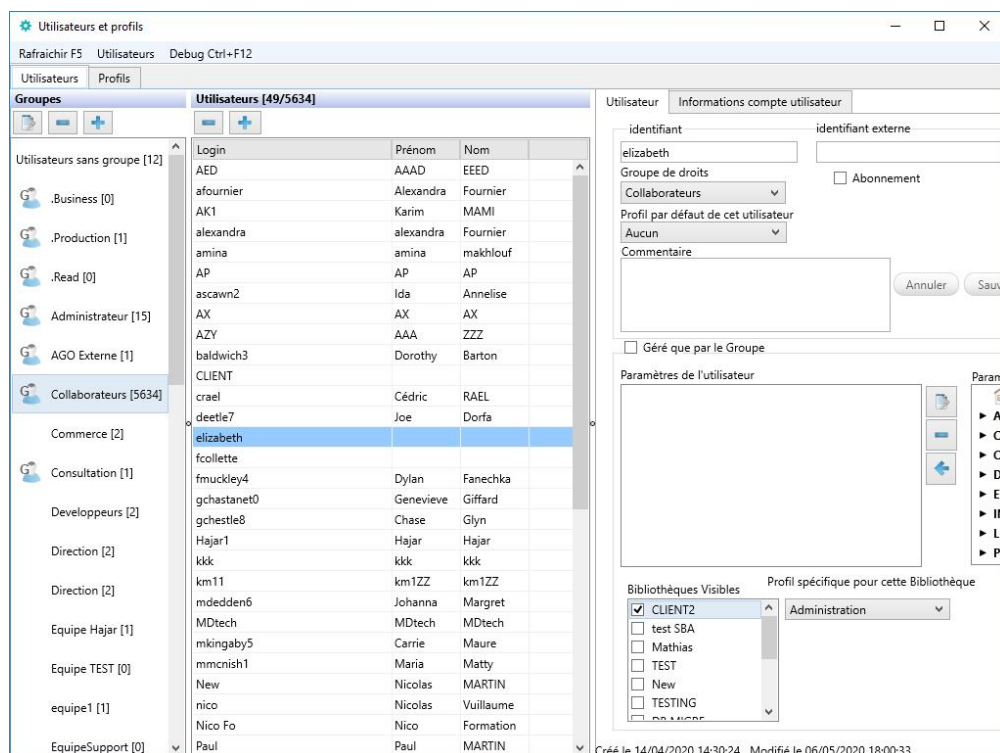 Utilisateurs et profils
Rafraichir F5 Utilisateurs Debug Ctrl+F12
Utilisateurs Profils
Groupes
Utilisateurs sans groupe [12]
.Business [0]
.Production [1]
.Read [0]
Administrateur [15]
AGO Externe [1]
Collaborateurs [5634]
Commerce [2]
Consultation [1]
Developpeurs [2]
Direction [2]
Direction [2]
Equipe Hajar [1]
Equipe TEST [0]
equipe1 [1]
EquipeSupport [0]
Utilisateurs [49/5634]
Login Prénom Nom
AED AAAD EEED
afournier Alexandra Fournier
AK1 Karim MAMI
alexandra alexandra Fournier
amina amina makhlouf
AP AP AP
ascawn2 Ida Annelise
AX AX AX
AZY AAA ZZZ
baldwich3 Dorothy Barton
CLIENT
crael Cédric RAEL
deetle7 Joe Dorfa
elizabeth
fcollette
fmuckley4 Dylan Fanechka
gchastanet0 Genevieve Giffard
gchestle8 Chase Glyn
Hajar1 Hajar Hajar
kkk kkk kkk
km11 km1ZZ km1ZZ
mdedden6 Johanna Margret
MDtech MDtech MDtech
mkingaby5 Carrie Maure
mmcnish1 Maria Matty
New Nicolas MARTIN
nico Nicolas Vuillaume
Nico Fo Nico Formation
Paul Paul MARTIN
Utilisateur Informations compte utilisateur
identifiant identifiant externe
elizabeth
Groupe de droits
Abonnement
Collaborateurs
Profil par défaut de cet utilisateur
Aucun
Commentaire
Annuler Sauv
Géré que par le Groupe
Paramètres de l'utilisateur Param
A
C
C
D
E
IN
L
P
Bibliothèques Visibles Profil spécifique pour cette Bibliothèque
CLIENT2 Administration
test SBA
Mathias
TEST
New
TESTING
Créé le 14/04/2020 14:30:24 Modifié le 06/05/2020 18:00:33